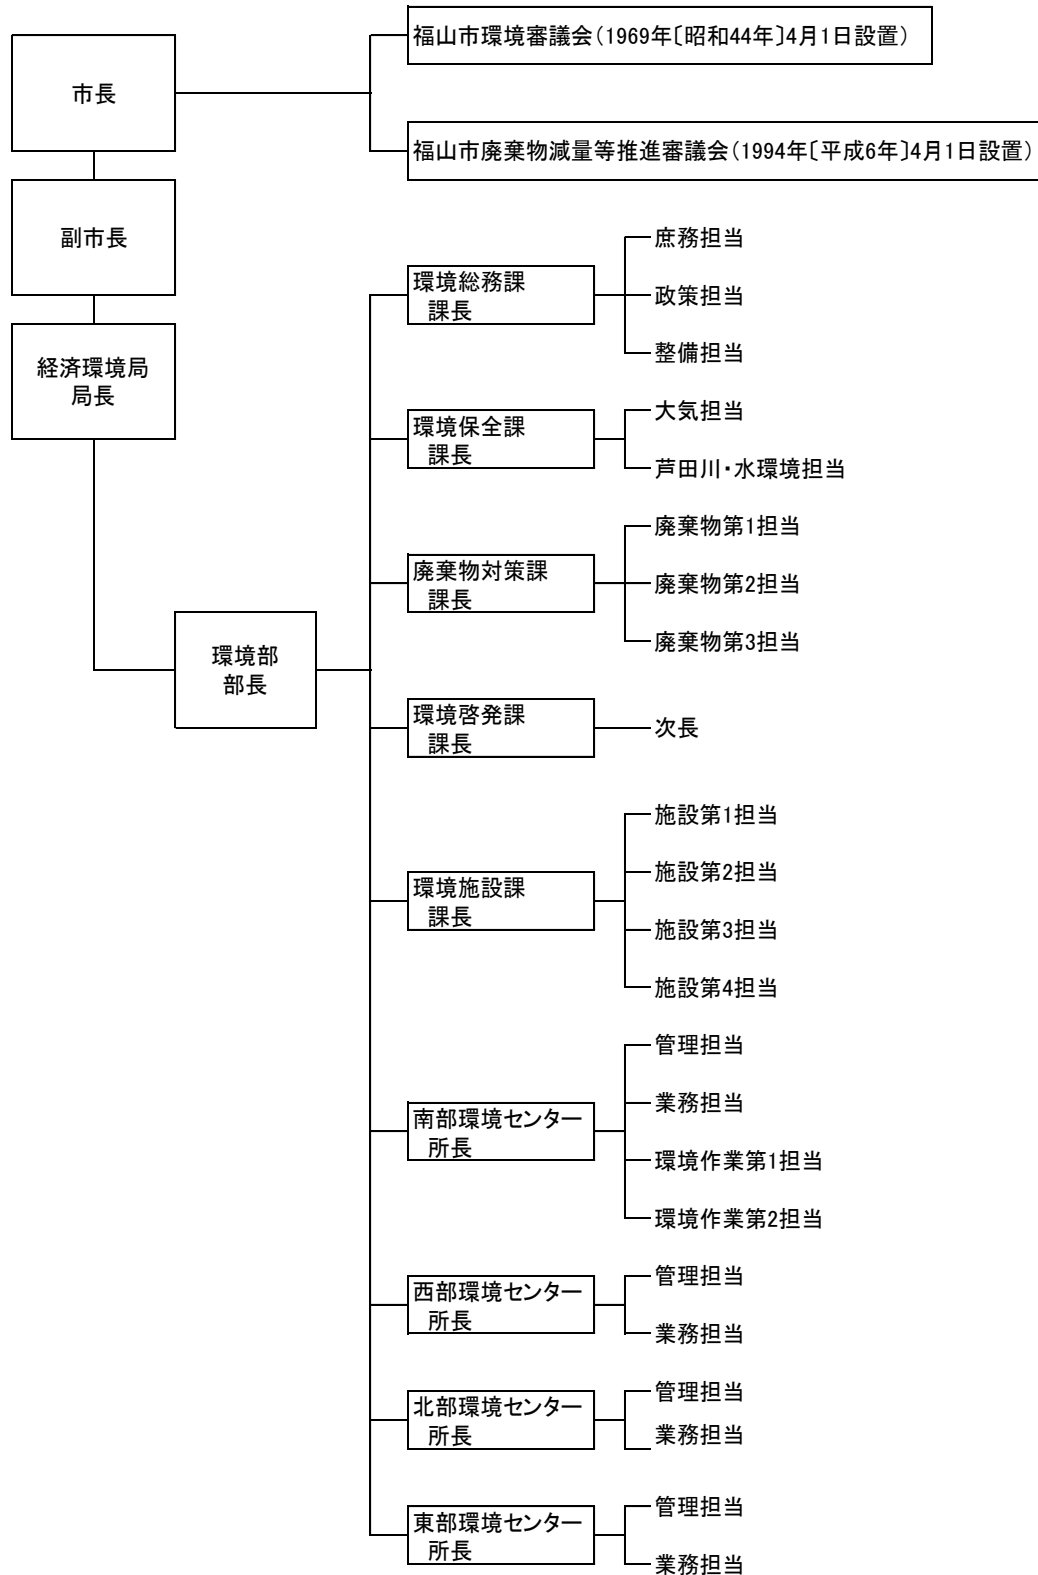 福山市環境審議会(1969年〔昭和44年〕4月1日設置)
市長
福山市廃棄物減量等推進審議会(1994年〔平成6年〕4月1日設置)
副市長
経済環境局
局長
環境部
部長
環境総務課
課長
庶務担当
政策担当
整備担当
環境保全課
課長
大気担当
芦田川・水環境担当
廃棄物対策課
課長
廃棄物第1担当
廃棄物第2担当
廃棄物第3担当
環境啓発課
課長
次長
環境施設課
課長
施設第1担当
施設第2担当
施設第3担当
施設第4担当
南部環境センター
所長
管理担当
業務担当
環境作業第1担当
環境作業第2担当
西部環境センター
所長
管理担当
業務担当
北部環境センター
所長
管理担当
業務担当
東部環境センター
所長
管理担当
業務担当